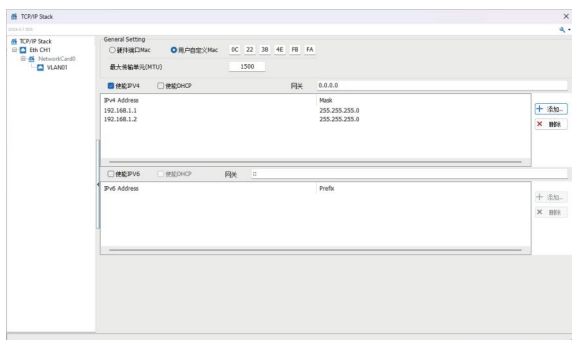 TCP/IP Stack
TCP/IP Stack
Eth CH1
NetworkCard0
VLAN01
General Setting
硬件端口Mac
用户自定义Mac
0C 22 38 4E FB FA
最大传输单元(MTU)
1500
使能IPV4
使能DHCP
网关
0.0.0.0
IPv4 Address Mask
192.168.1.1 255.255.255.0
192.168.1.2 255.255.255.0
添加...
删除
使能IPV6
使能DHCP
网关
::
IPv6 Address Prefix
添加...
删除